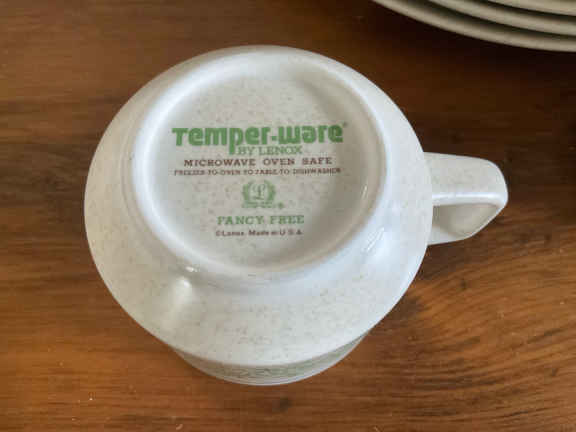 Temper-ware®
BY LENOX
MICROWAVE OVEN SAFE
FREEZER-TO-OVEN TO TABLE-TO-DISHWASHER
L
®
FANCY FREE
©Lenox. Made in U.S.A.